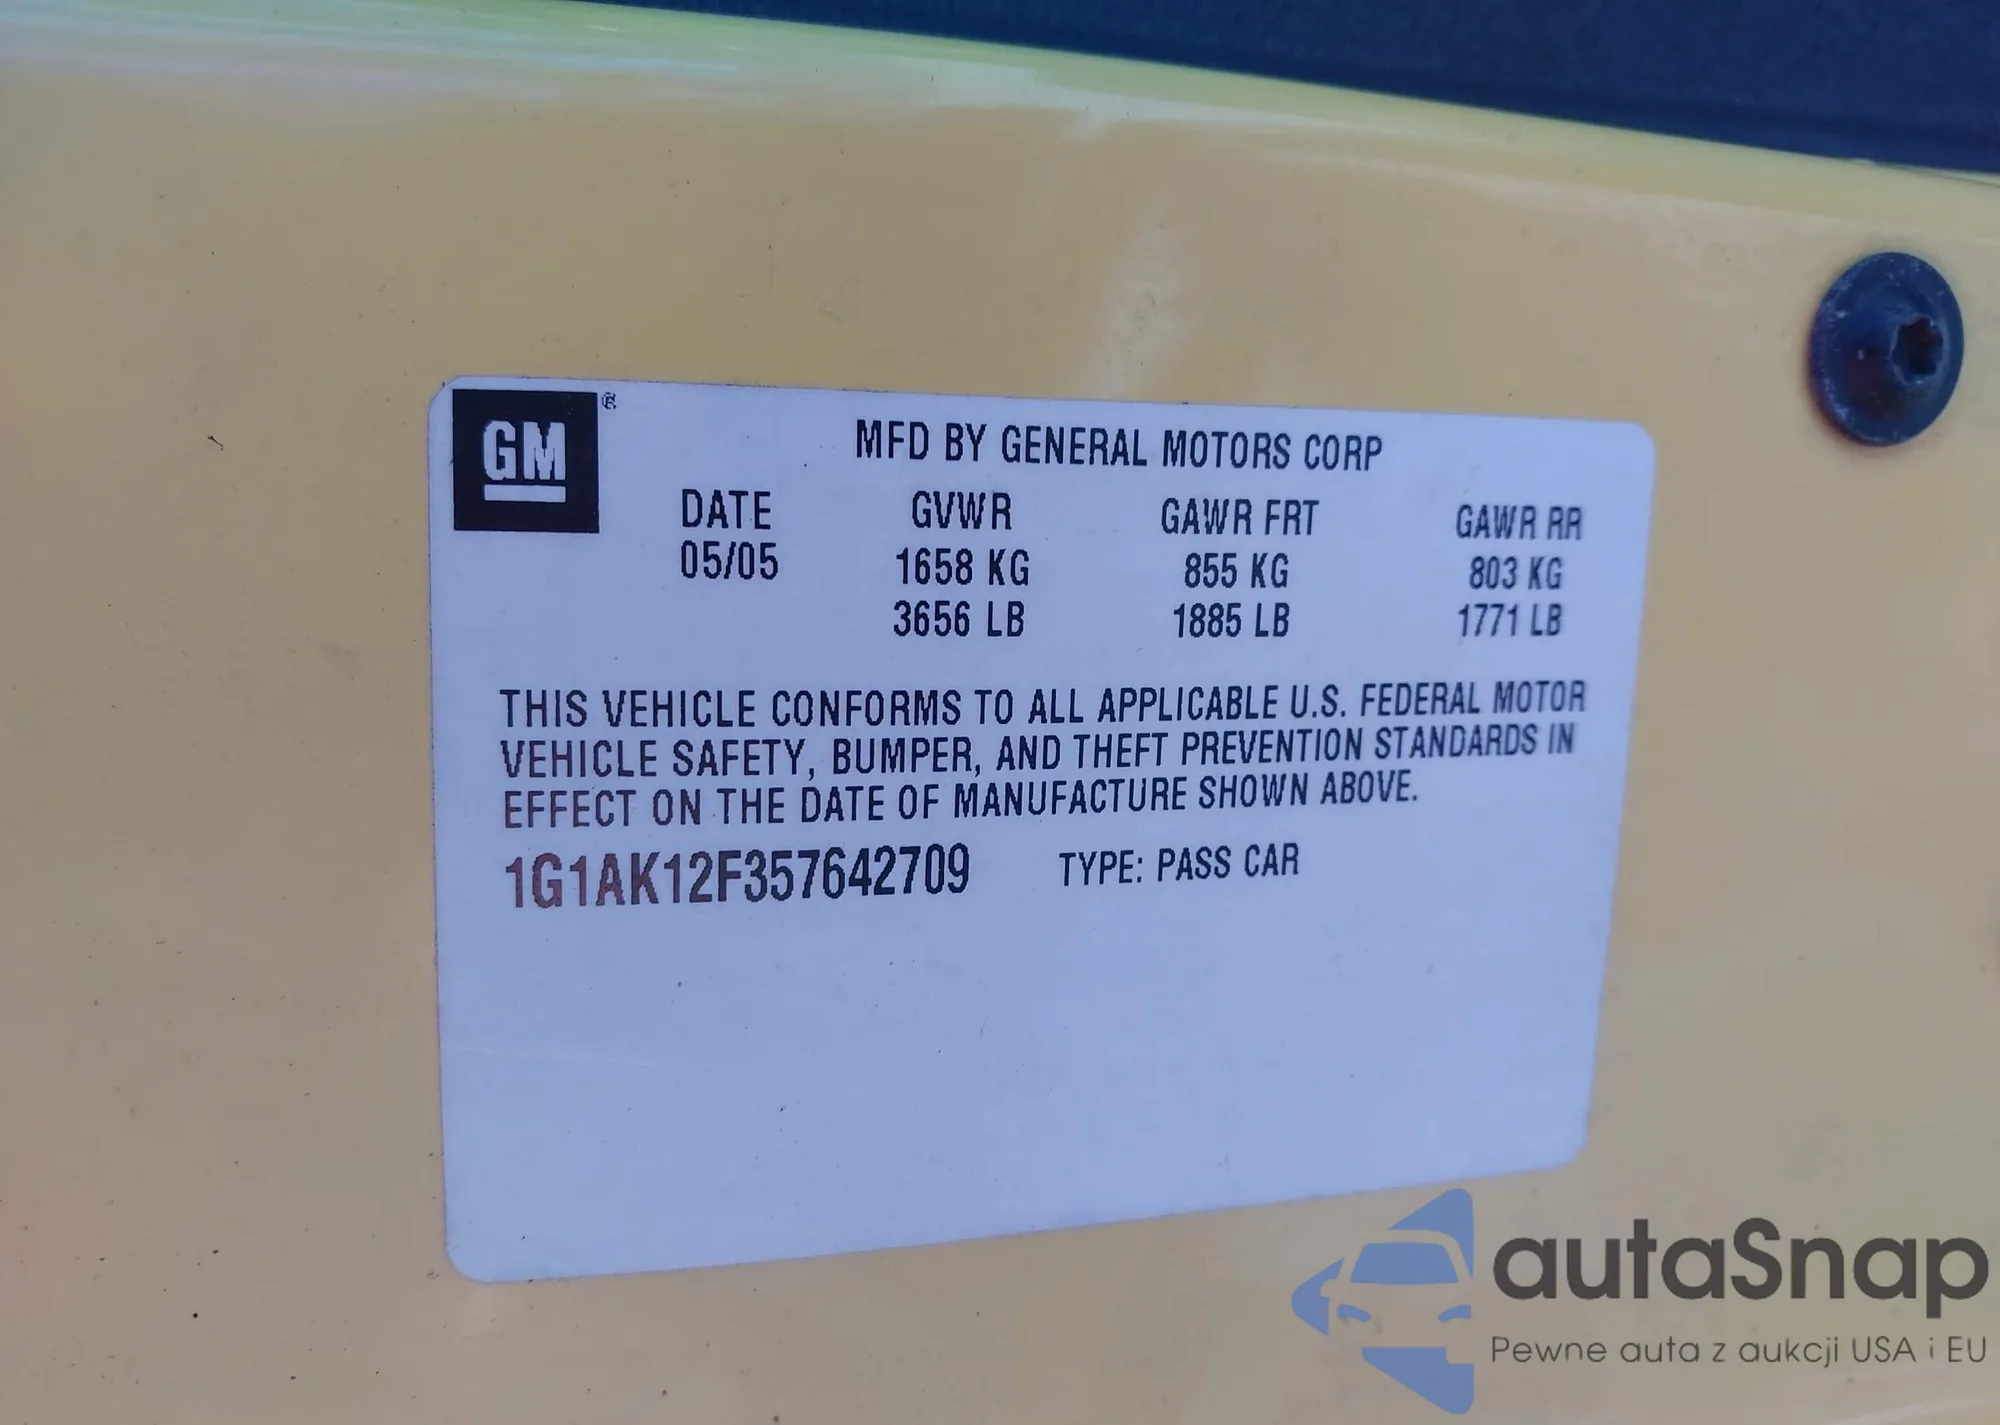 GM ®
MFD BY GENERAL MOTORS CORP
DATE GVWR GAWR FRT GAWR RR
05/05 1658 KG 855 KG 803 KG
3656 LB 1885 LB 1771 LB
THIS VEHICLE CONFORMS TO ALL APPLICABLE U.S. FEDERAL MOTOR
VEHICLE SAFETY, BUMPER, AND THEFT PREVENTION STANDARDS IN
EFFECT ON THE DATE OF MANUFACTURE SHOWN ABOVE.
1G1AK12F357642709 TYPE: PASS CAR
autaSnap
Pewne auta z aukcji USA i EU